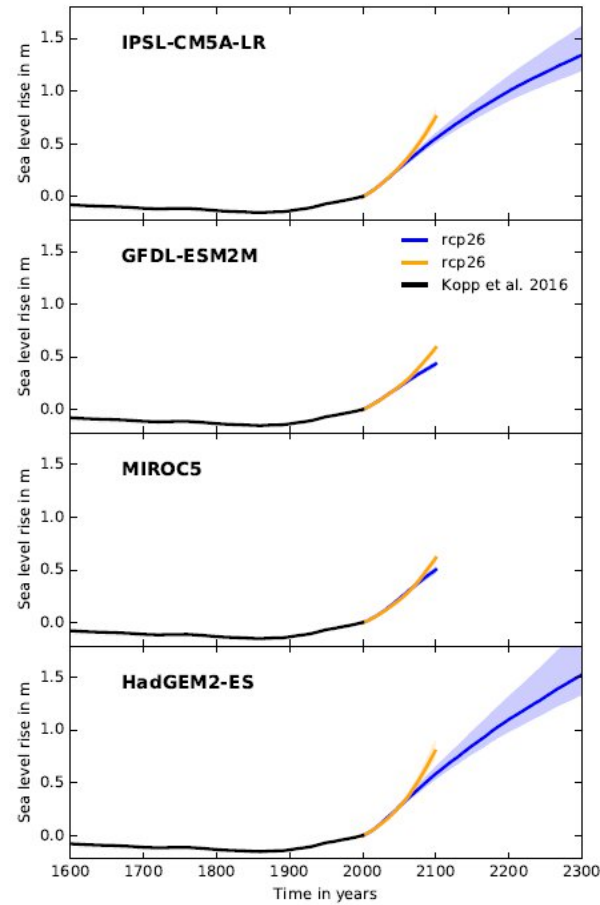 IPSL-CM5A-LR
Sea level rise in m
1.5
1.0
0.5
0.0
GFDL-ESM2M
Sea level rise in m
1.5
1.0
0.5
0.0
rcp26
rcp26
Kopp et al. 2016
MIROC5
Sea level rise in m
1.5
1.0
0.5
0.0
HadGEM2-ES
Sea level rise in m
1.5
1.0
0.5
0.0
1600 1700 1800 1900 2000 2100 2200 2300
Time in years